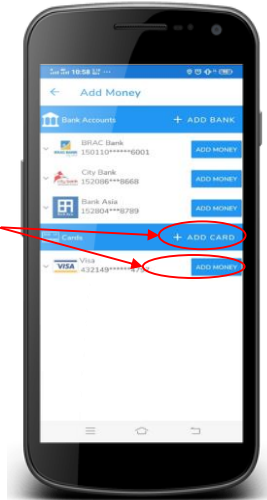 10:58
Add Money
Bank Accounts + ADD BANK
BRAC Bank
150110******6001
ADD MONEY
City Bank
152086***8668
ADD MONEY
Bank Asia
152804***8789
ADD MONEY
Cards + ADD CARD
VISA
Visa
ADD MONEY